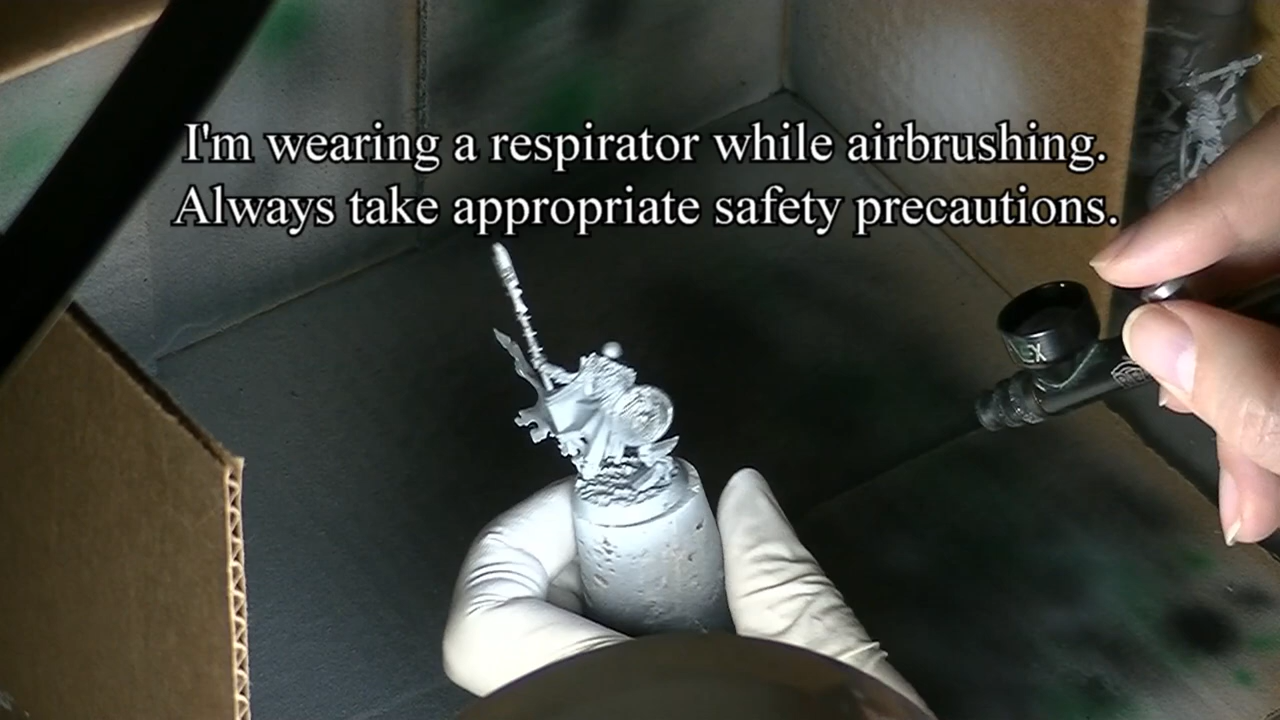 I'm wearing a respirator while airbrushing.
Always take appropriate safety precautions.